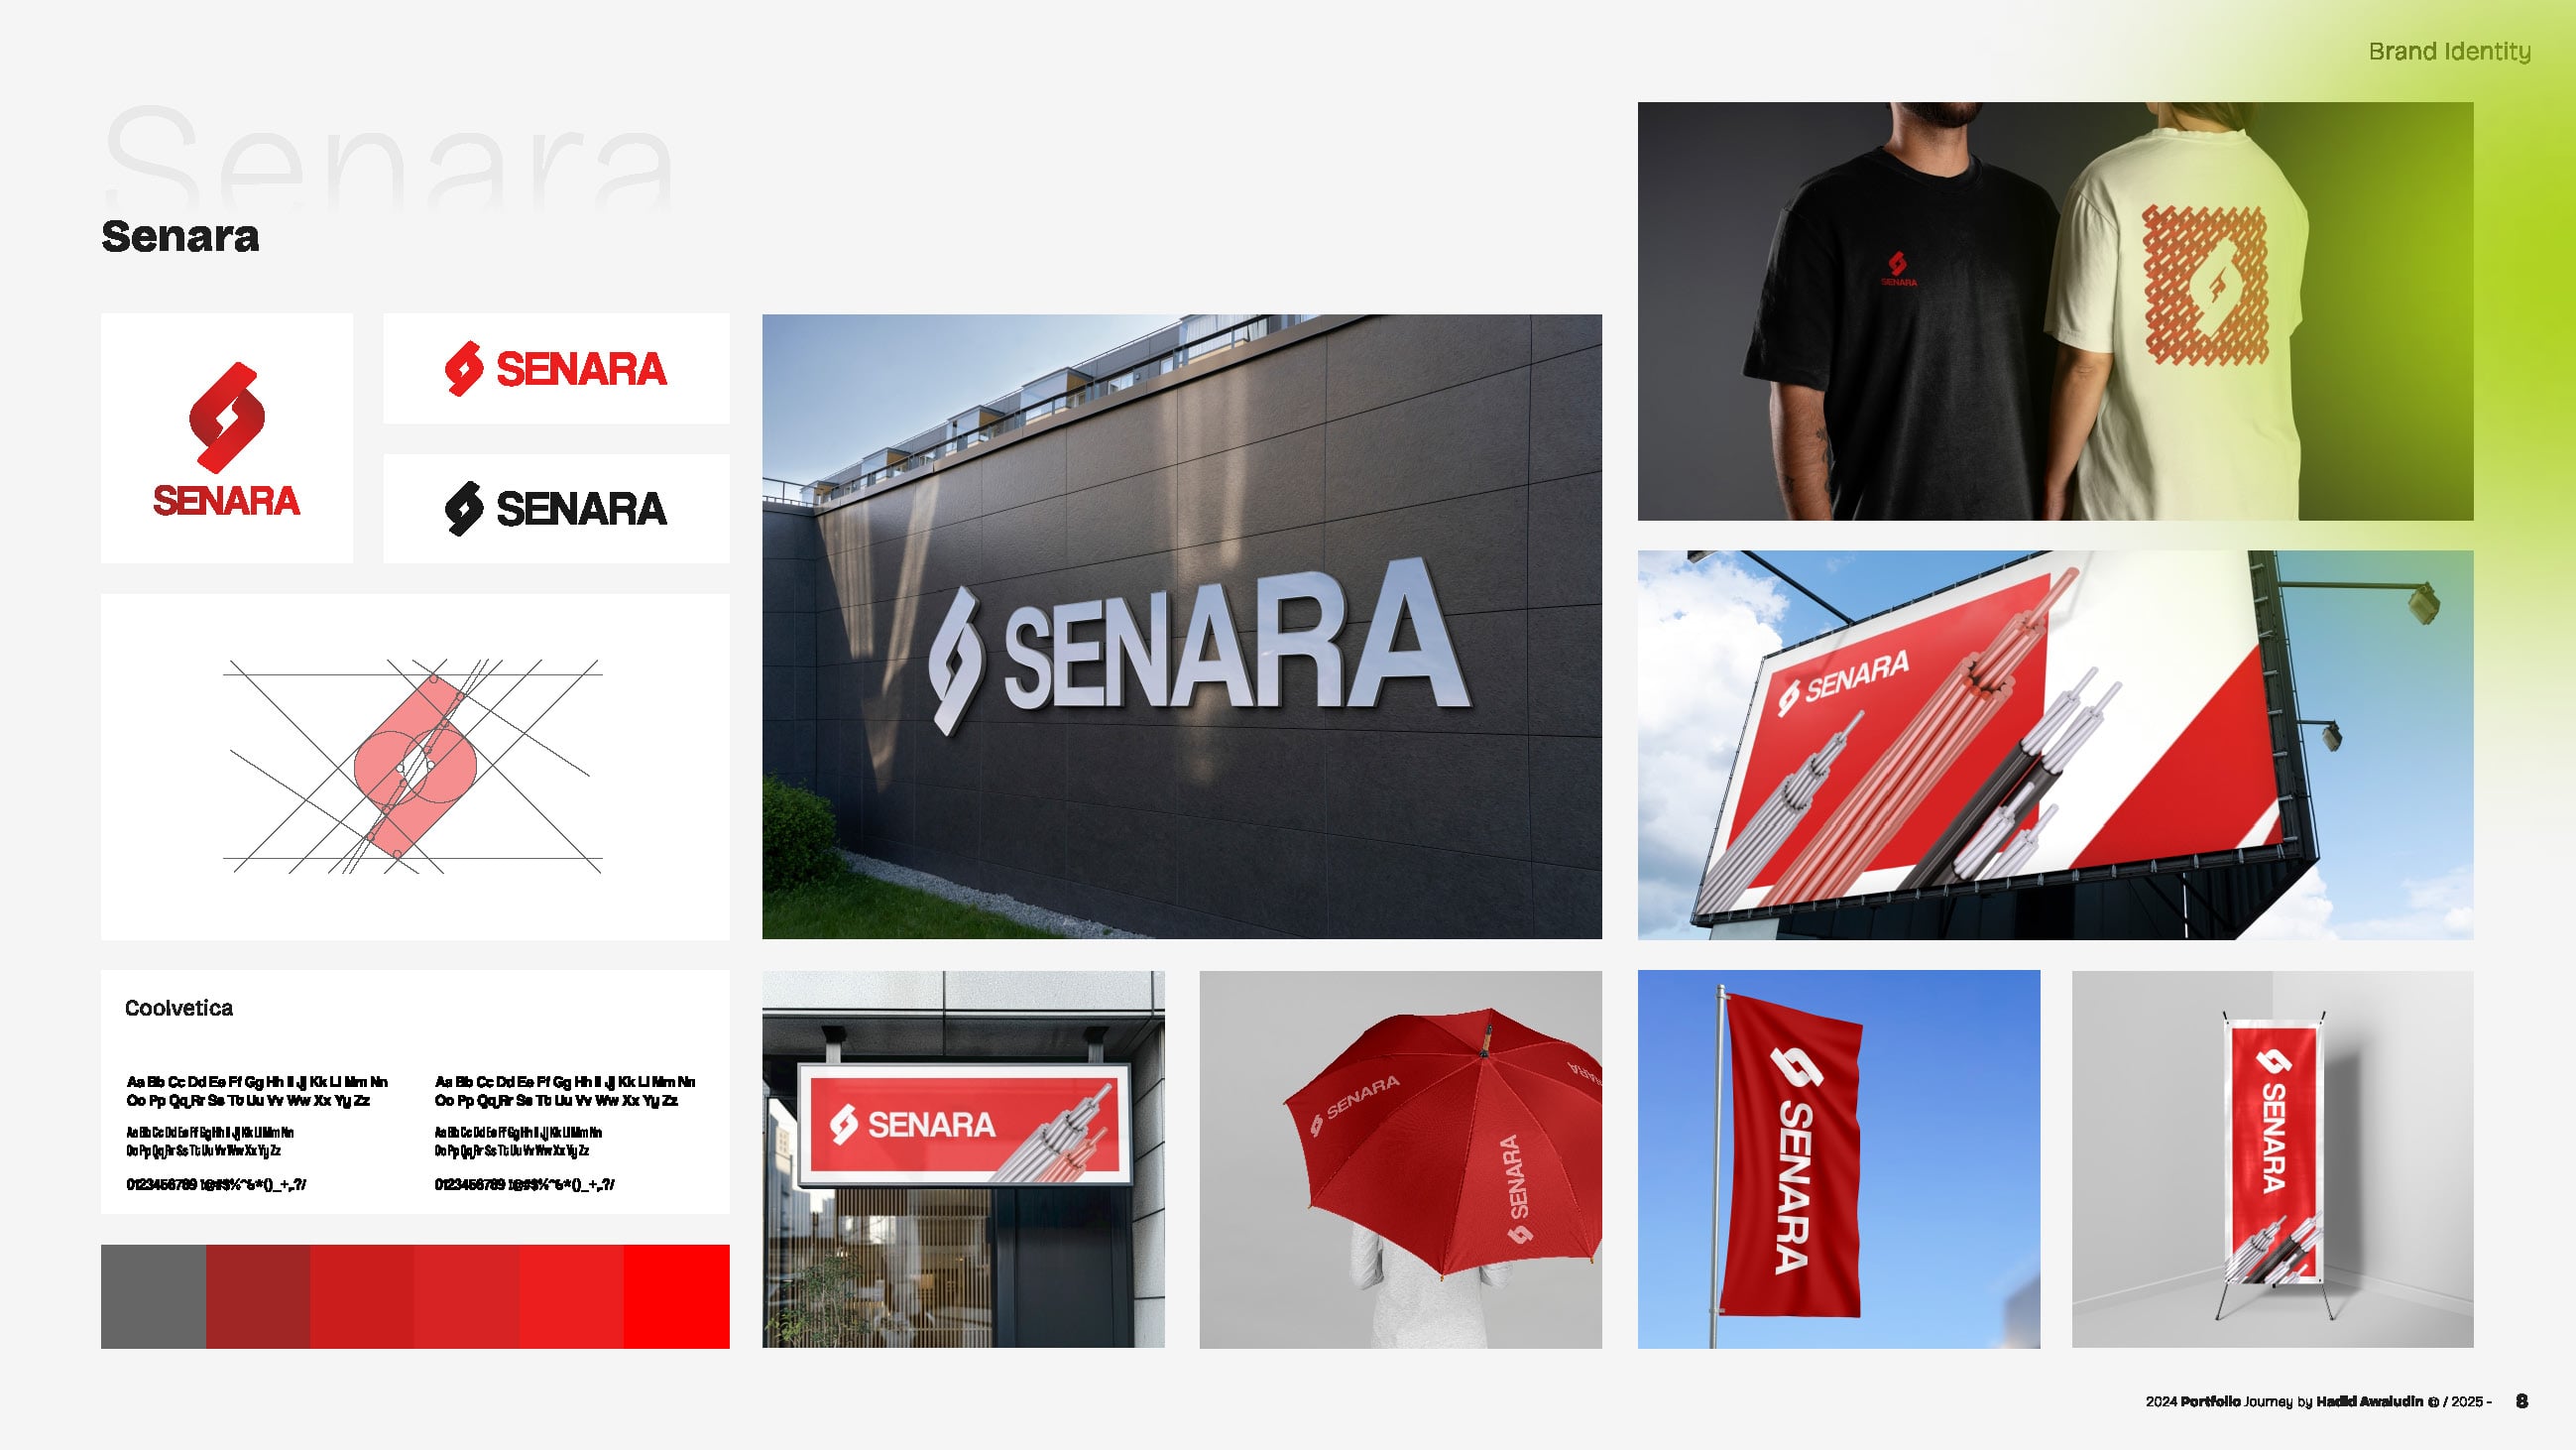 Brand Identity
Senara
Senara
SENARA
SENARA
SENARA
Coolvetica
Aa Bb Cc Dd Ee Ff Gg Hh Ii Jj Kk Ll Mm Nn
Oo Pp Qq Rr Ss Tt Uu Vv Ww Xx Yy Zz
Aa Bb Cc Dd Ee Ff Gg Hh Ii Jj Kk Ll Mm Nn
Oo Pp Qq Rr Ss Tt Uu Vv Ww Xx Yy Zz
0123456789 !@#$%^&*()_+,.?/
Aa Bb Cc Dd Ee Ff Gg Hh Ii Jj Kk Ll Mm Nn
Oo Pp Qq Rr Ss Tt Uu Vv Ww Xx Yy Zz
Aa Bb Cc Dd Ee Ff Gg Hh Ii Jj Kk Ll Mm Nn
Oo Pp Qq Rr Ss Tt Uu Vv Ww Xx Yy Zz
0123456789 !@#$%^&*()_+,.?/
SENARA
SENARA
SENARA
SENARA
SENARA
SENARA
SENARA
SENARA
SENARA
2024 Portfolio Journey by Hadid Awaludin © / 2025 -
8